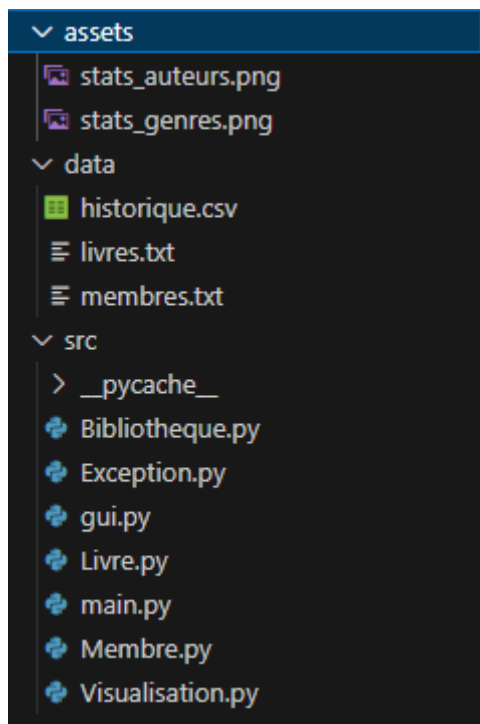 assets
stats_auteurs.png
stats_genres.png
data
historique.csv
livres.txt
membres.txt
src
__pycache__
Bibliotheque.py
Exception.py
gui.py
Livre.py
main.py
Membre.py
Visualisation.py